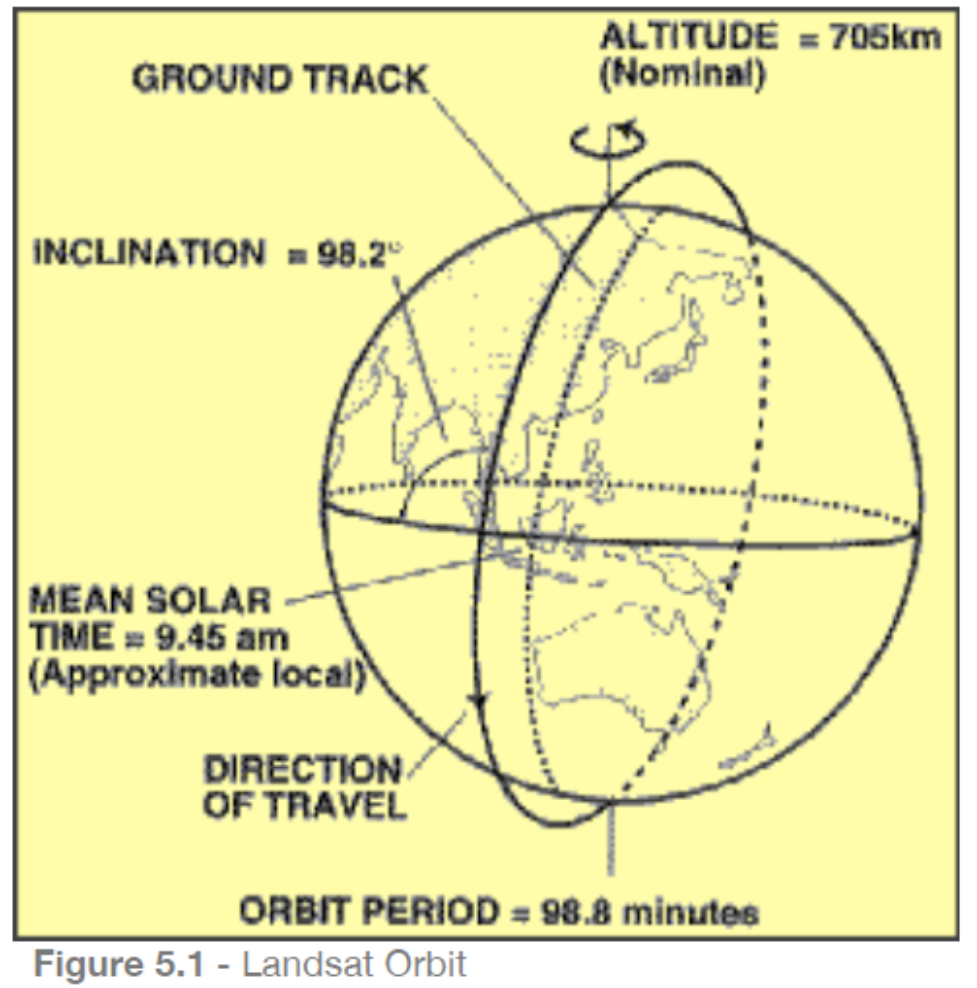 ALTITUDE = 705km
(Nominal)
GROUND TRACK
INCLINATION = 98.2°
MEAN SOLAR
TIME = 9.45 am
(Approximate local)
DIRECTION
OF TRAVEL
ORBIT PERIOD = 98.8 minutes
Figure 5.1 - Landsat Orbit